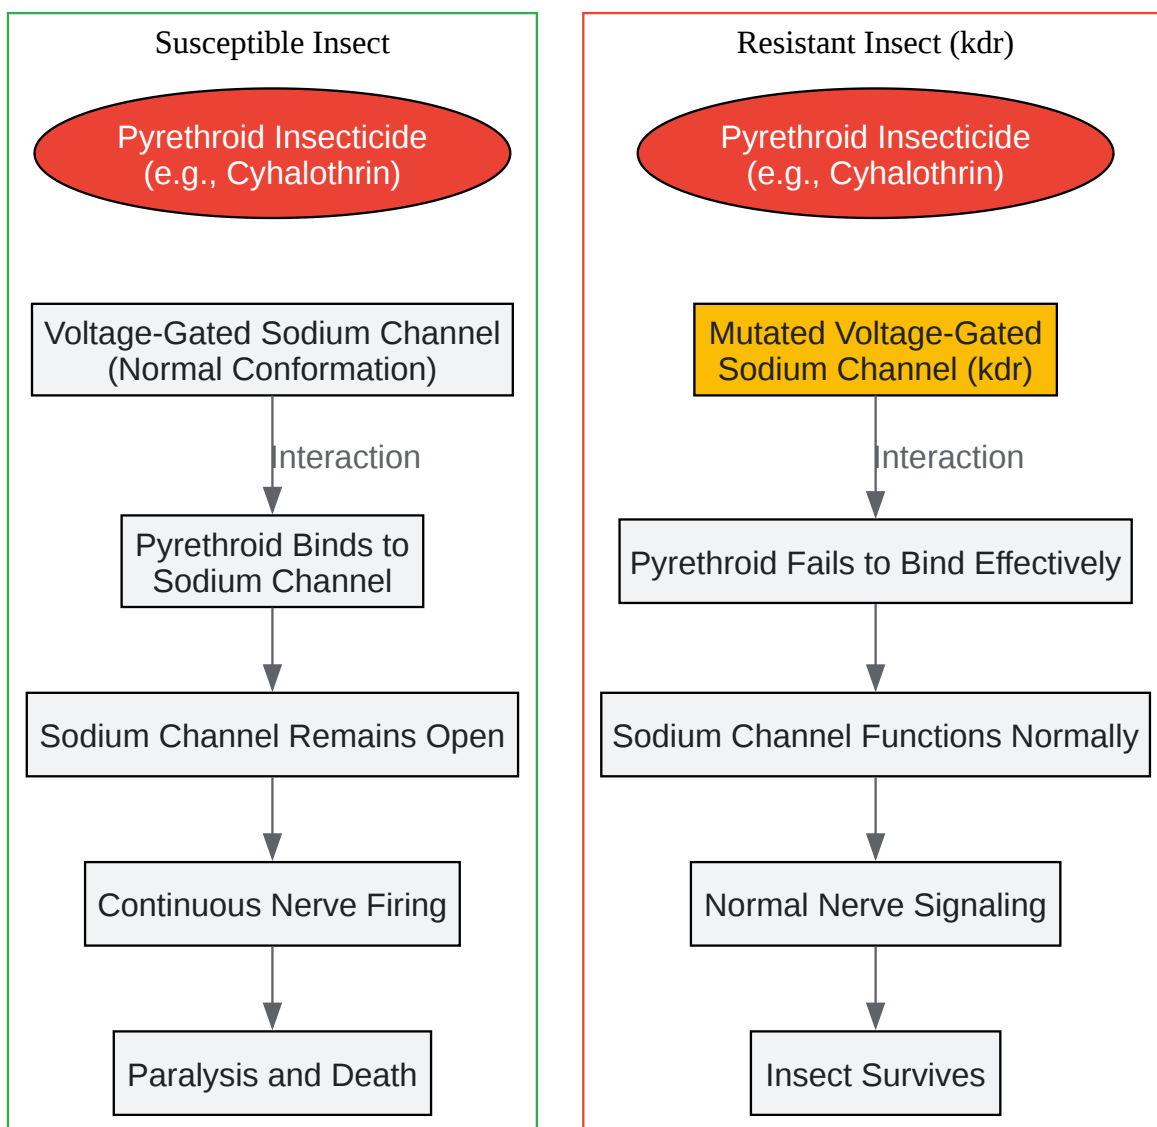 Susceptible Insect
Pyrethroid Insecticide
(e.g., Cyhalothrin)
Voltage-Gated Sodium Channel
(Normal Conformation)
Interaction
Pyrethroid Binds to
Sodium Channel
Sodium Channel Remains Open
Continuous Nerve Firing
Paralysis and Death
Resistant Insect (kdr)
Pyrethroid Insecticide
(e.g., Cyhalothrin)
Mutated Voltage-Gated
Sodium Channel (kdr)
Interaction
Pyrethroid Fails to Bind Effectively
Sodium Channel Functions Normally
Normal Nerve Signaling
Insect Survives